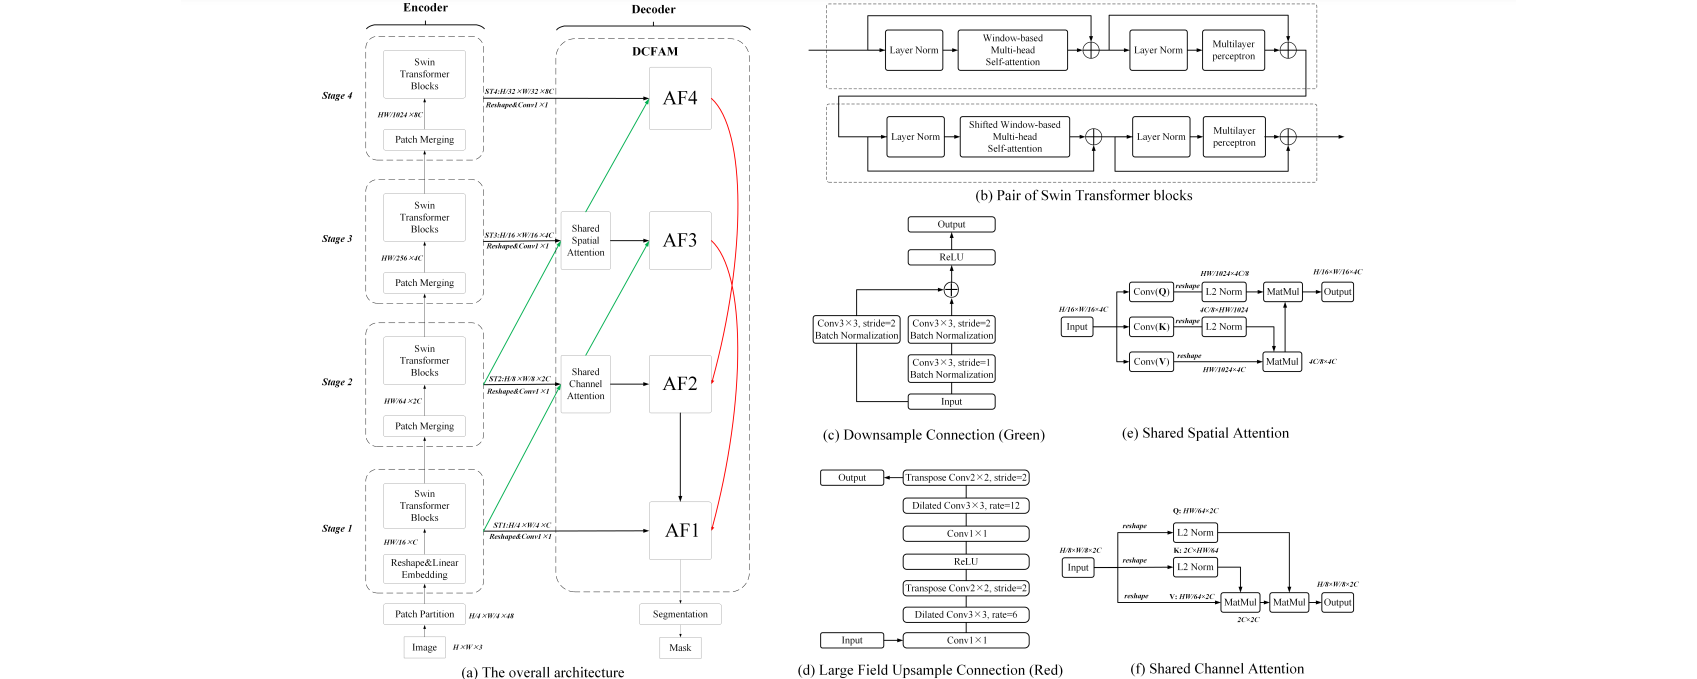 Encoder
Decoder
DCFAM
Stage 4
Swin
Transformer
Blocks
HW/1024×8C
Patch Merging
ST4:H/32×W/32×8C
Reshape&Conv1×1
AF4
Stage 3
Swin
Transformer
Blocks
HW/256×4C
Patch Merging
ST3:H/16×W/16×4C
Reshape&Conv1×1
Shared
Spatial
Attention
AF3
Stage 2
Swin
Transformer
Blocks
HW/64×2C
Patch Merging
ST2:H/8×W/8×2C
Reshape&Conv1×1
Shared
Channel
Attention
AF2
Stage 1
Swin
Transformer
Blocks
HW/16×C
Reshape&Linear
Embedding
ST1:H/4×W/4×C
Reshape&Conv1×1
AF1
Patch Partition
H/4×W/4×48
Image
H×W×3
Segmentation
Mask
(a) The overall architecture
Layer Norm
Window-based
Multi-head
Self-attention
Layer Norm
Multilayer
perceptron
Layer Norm
Shifted Window-based
Multi-head
Self-attention
Layer Norm
Multilayer
perceptron
(b) Pair of Swin Transformer blocks
Output
ReLU
Conv3×3, stride=2
Batch Normalization
Conv3×3, stride=2
Batch Normalization
Conv3×3, stride=1
Batch Normalization
Input
(c) Downsample Connection (Green)
Output
Transpose Conv2×2, stride=2
Dilated Conv3×3, rate=12
Conv1×1
ReLU
Transpose Conv2×2, stride=2
Dilated Conv3×3, rate=6
Input
Conv1×1
(d) Large Field Upsample Connection (Red)
H/16×W/16×4C
Input
Conv(Q)
reshape
HW/1024×4C/8
L2 Norm
MatMul
H/16×W/16×4C
Output
Conv(K)
reshape
4C/8×HW/1024
L2 Norm
Conv(V)
reshape
HW/1024×4C
MatMul
4C/8×4C
(e) Shared Spatial Attention
H/8×W/8×2C
Input
reshape
Q: HW/64×2C
L2 Norm
reshape
K: 2C×HW/64
L2 Norm
reshape
V: HW/64×2C
MatMul
2C×2C
MatMul
H/8×W/8×2C
Output
(f) Shared Channel Attention